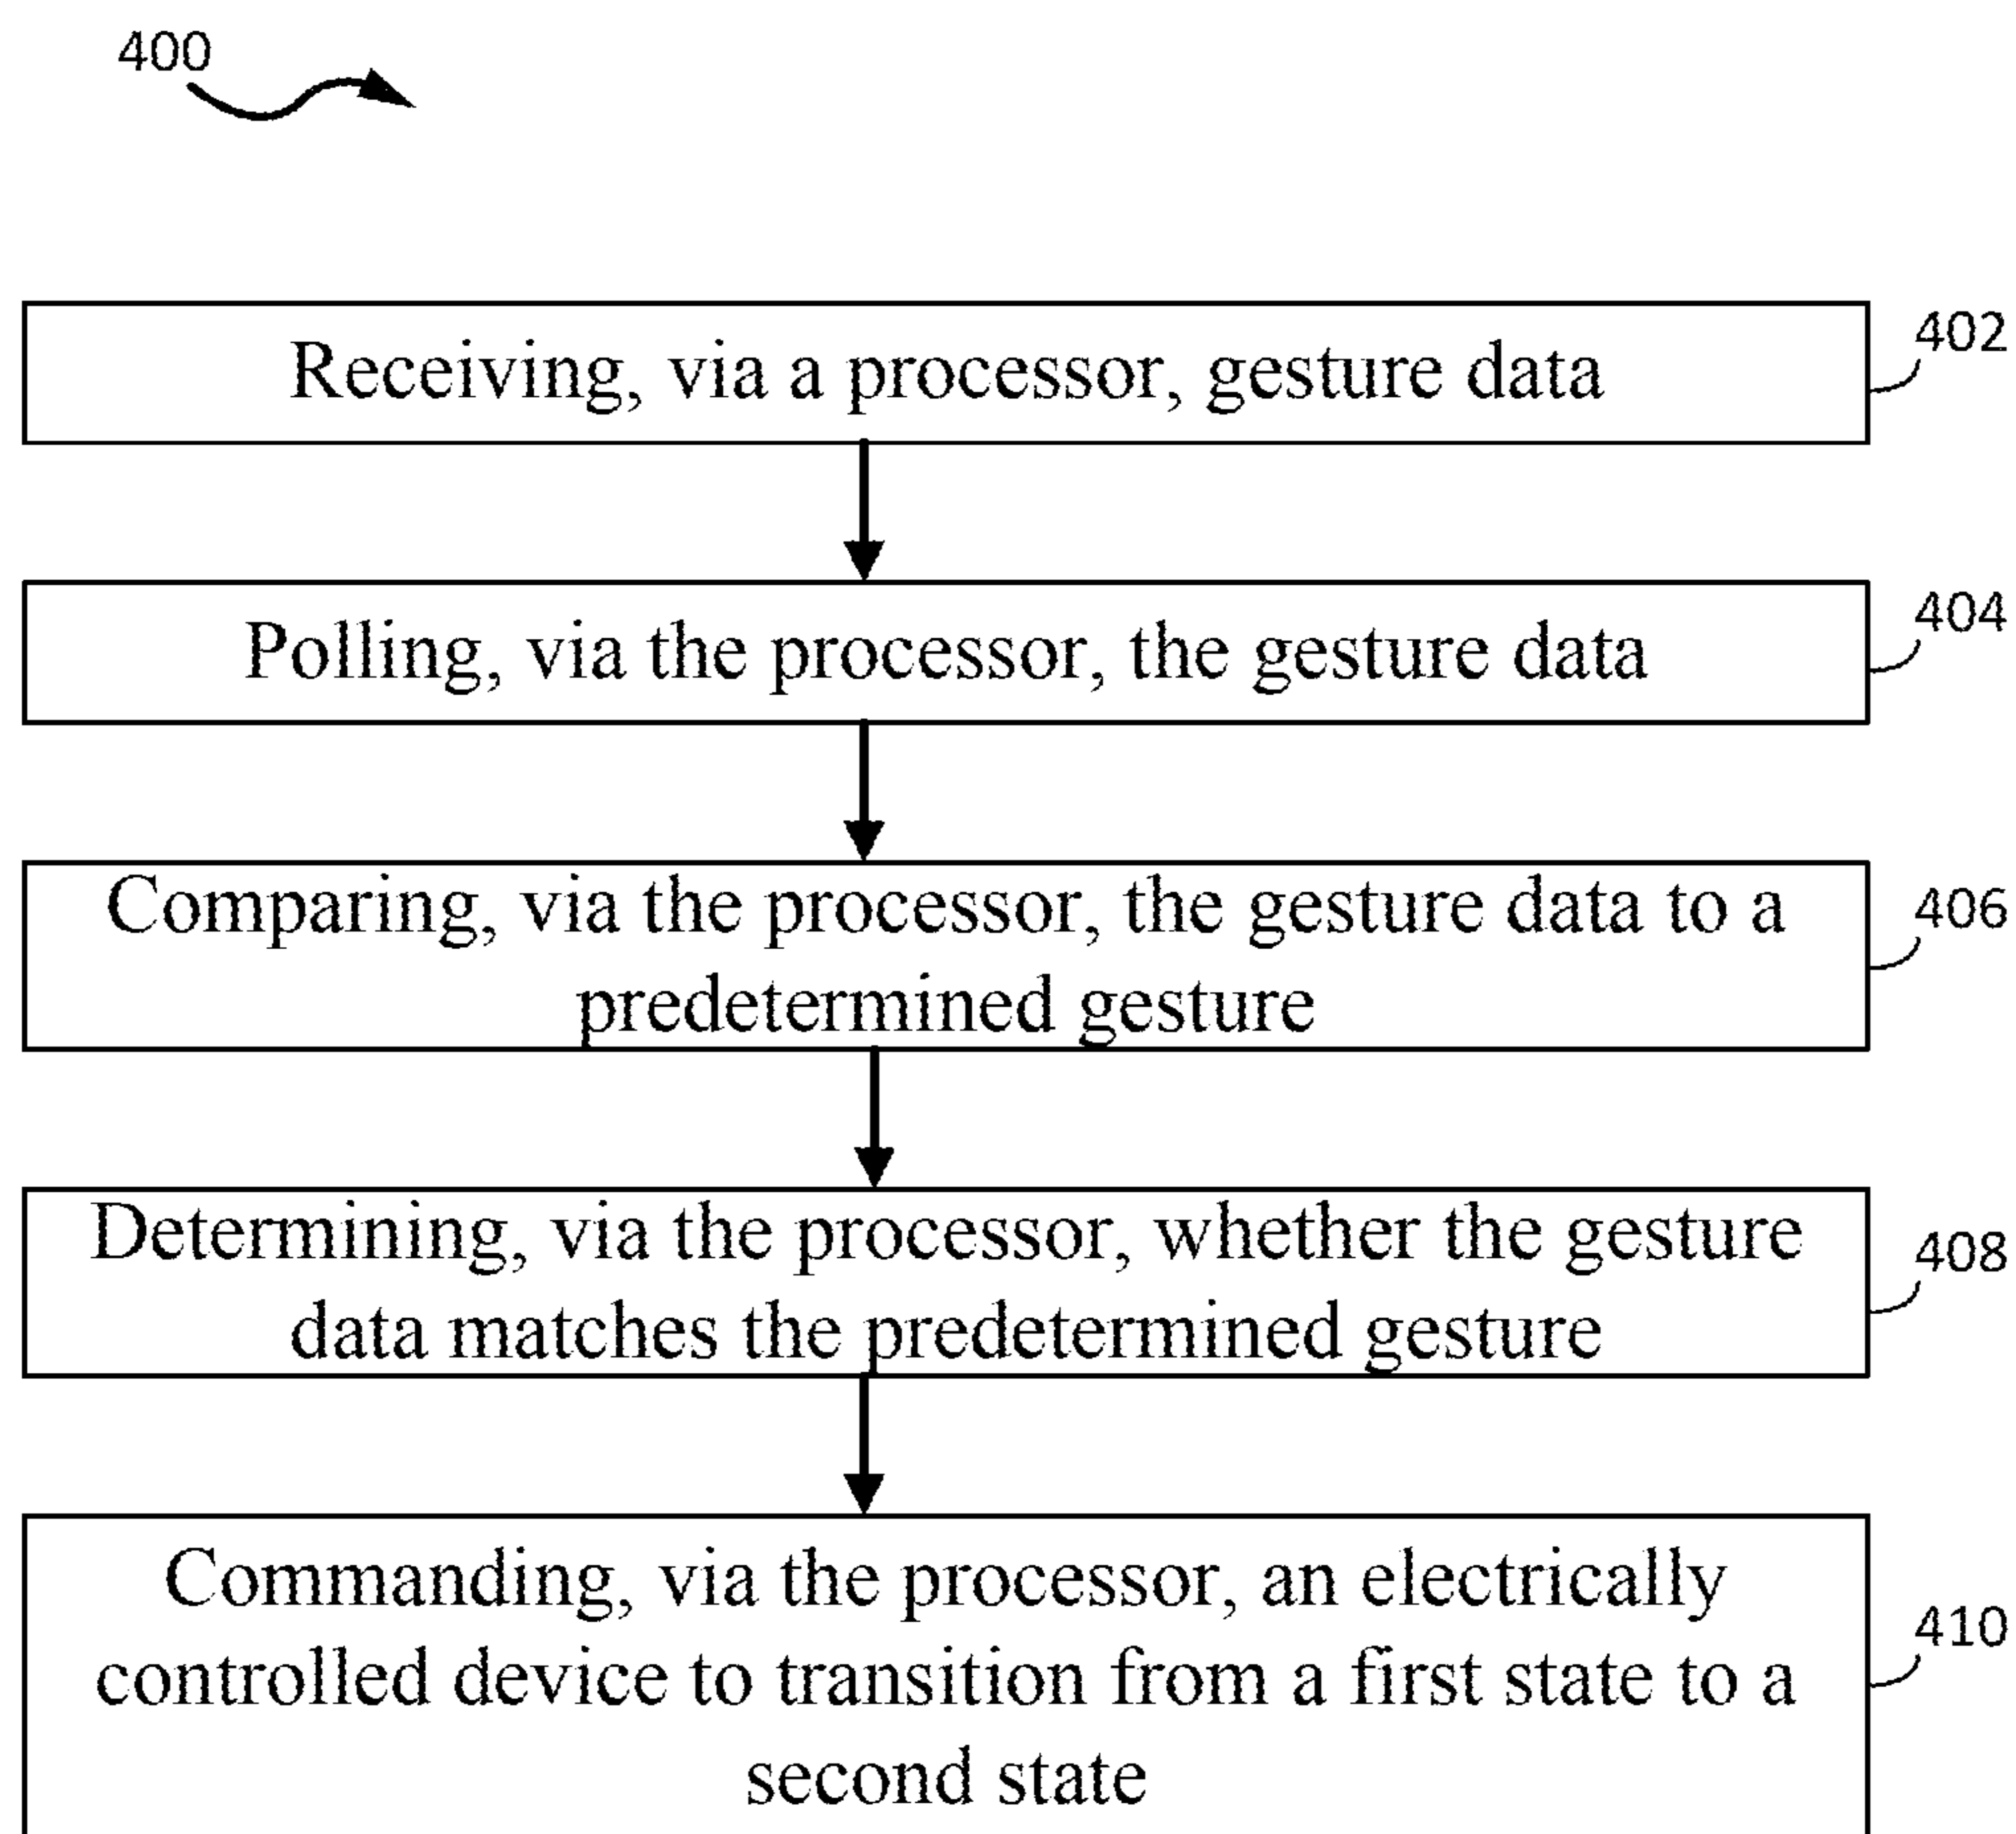 400
Receiving, via a processor, gesture data
402
Polling, via the processor, the gesture data
404
Comparing, via the processor, the gesture data to a
predetermined gesture
406
Determining, via the processor, whether the gesture
data matches the predetermined gesture
408
Commanding, via the processor, an electrically
controlled device to transition from a first state to a
second state
410